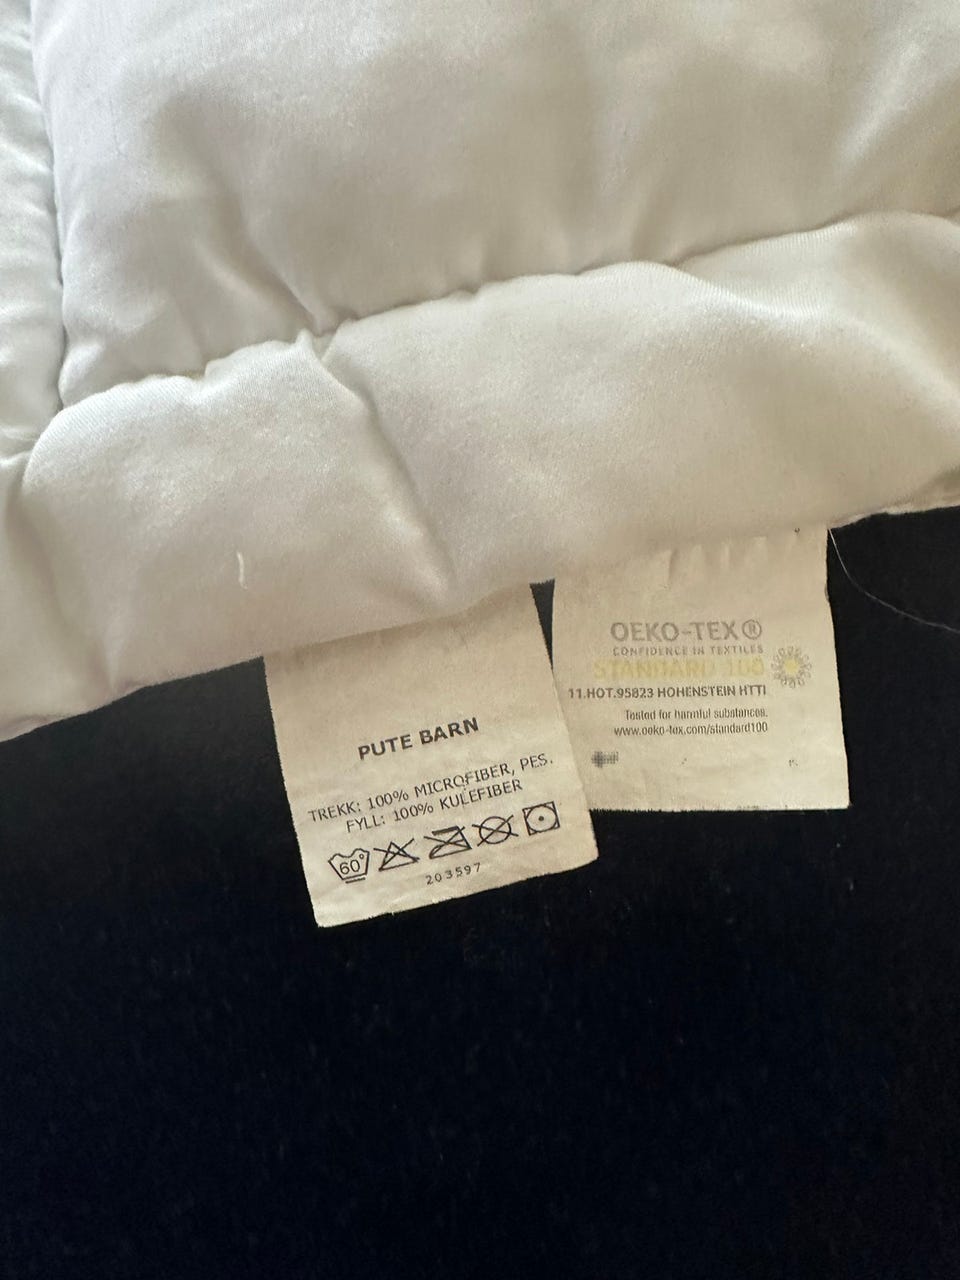 PUTE BARN
TREKK: 100% MICROFIBER, PES.
FYLL: 100% KULEFIBER
60°
203597
OEKO-TEX®
CONFIDENCE IN TEXTILES
STANDARD 100
11.HOT.95823 HOHENSTEIN HTTI
Tested for harmful substances.
www.oeko-tex.com/standard100